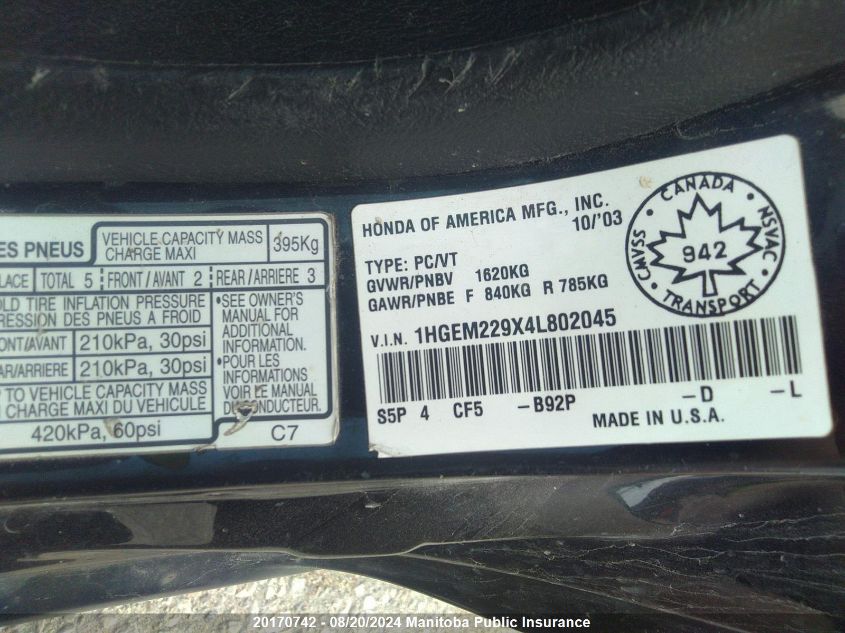 ES PNEUS
VEHICLE CAPACITY MASS
CHARGE MAXI
395Kg
LACE TOTAL 5 FRONT/AVANT 2 REAR/ARRIERE 3
OLD TIRE INFLATION PRESSURE
RESSION DES PNEUS A FROID
ONT/AVANT 210kPa, 30psi
AR/ARRIERE 210kPa, 30psi
P TO VEHICLE CAPACITY MASS
CHARGE MAXI DU VEHICULE
420kPa, 60psi
•SEE OWNER'S
MANUAL FOR
ADDITIONAL
INFORMATION.
•POUR LES
INFORMATIONS
VOIR LE MANUAL
DU CONDUCTEUR.
C7
HONDA OF AMERICA MFG., INC.
10/'03
TYPE: PC/VT
GVWR/PNBV 1620KG
GAWR/PNBE F 840KG R 785KG
V.I.N. 1HGEM229X4L802045
S5P 4 CF5 -B92P -D -L
MADE IN U.S.A.
CANADA
CMVSS
NSVAC
942
TRANSPORT
20170742 - 08/20/2024 Manitoba Public Insurance